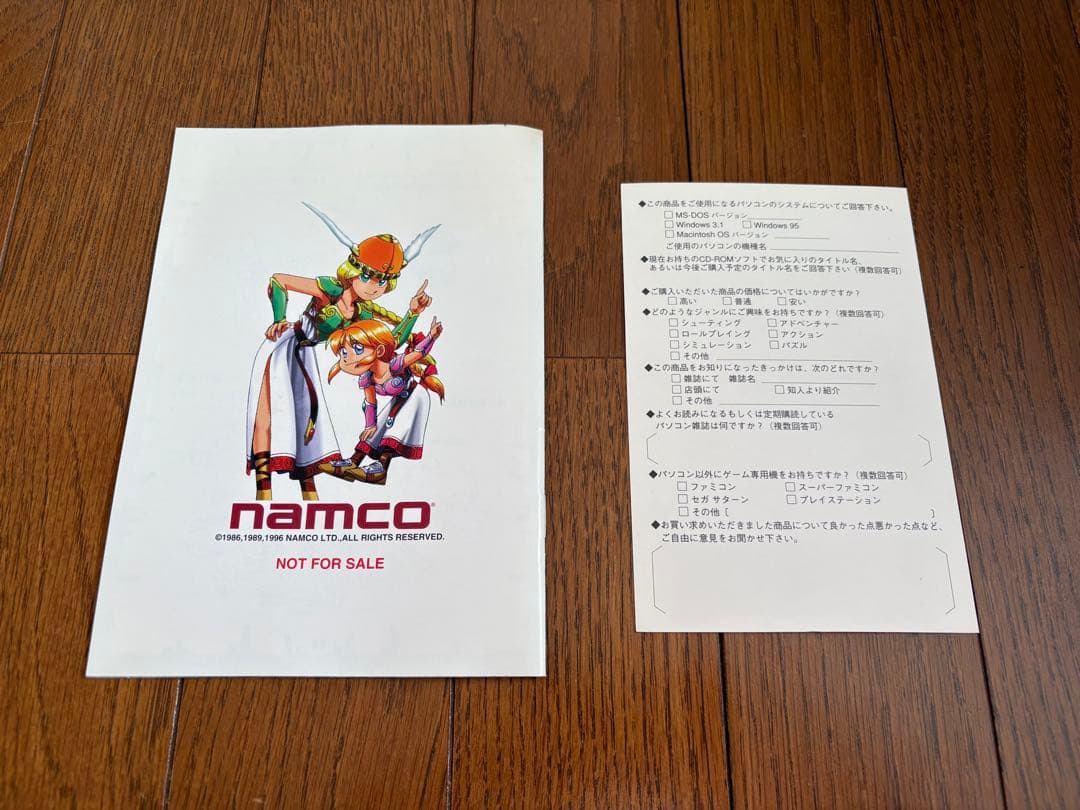 namco
©1986,1989,1996 NAMCO LTD.,ALL RIGHTS RESERVED.
NOT FOR SALE
◆この商品をご使用になるパソコンのシステムについてご回答下さい。
□ MS-DOS バージョン
□ Windows 3.1 □ Windows 95
□ Macintosh OS バージョン
ご使用のパソコンの機種名
◆現在お持ちのCD-ROMソフトでお気に入りのタイトル名、
あるいは今後ご購入予定のタイトル名をご回答下さい（複数回答可）
◆ご購入いただいた商品の価格についてはいかがですか？
□ 高い □ 普通 □ 安い
◆どのようなジャンルにご興味をお持ちですか？（複数回答可）
□ シューティング □ アドベンチャー
□ ロールプレイング □ アクション
□ シミュレーション □ パズル
□ その他
◆この商品をお知りになったきっかけは、次のどれですか？
□ 雑誌にて 雑誌名
□ 店頭にて □ 知人より紹介
□ その他
◆よくお読みになるもしくは定期購読している
パソコン雑誌は何ですか？（複数回答可）
◆パソコン以外にゲーム専用機をお持ちですか？（複数回答可）
□ ファミコン □ スーパーファミコン
□ セガ サターン □ プレイステーション
□ その他［ ］
◆お買い求めいただきました商品について良かった点悪かった点など、
ご自由に意見をお聞かせ下さい。